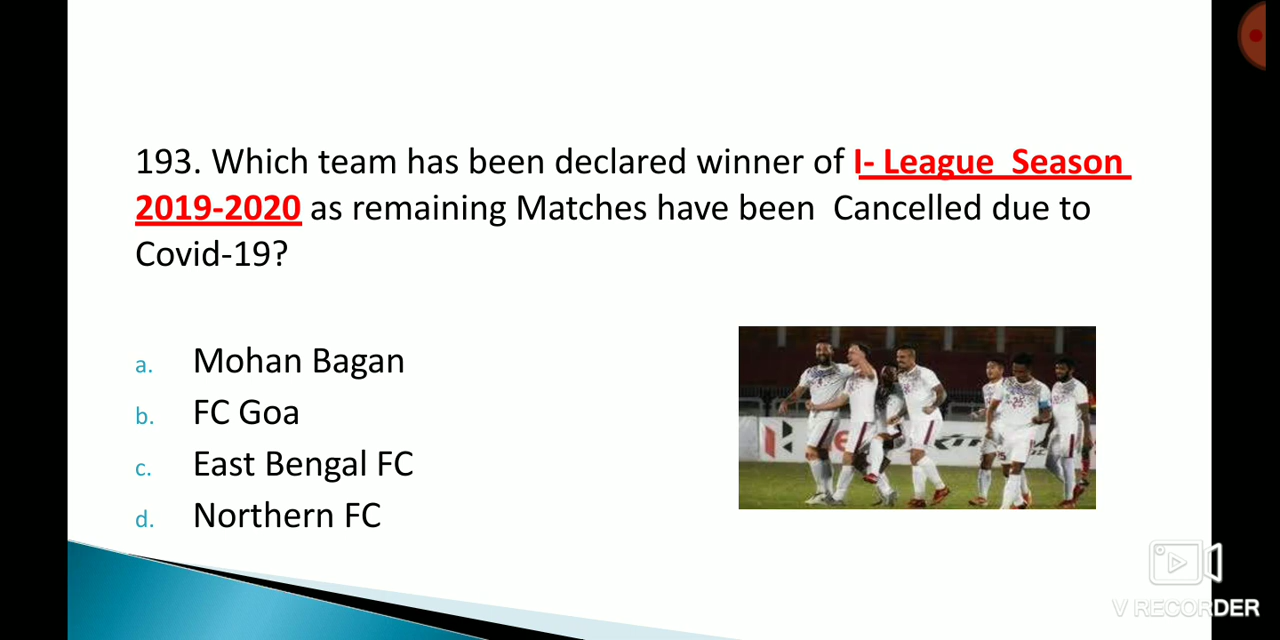 193. Which team has been declared winner of I- League Season
2019-2020 as remaining Matches have been Cancelled due to
Covid-19?
a. Mohan Bagan
b. FC Goa
c. East Bengal FC
d. Northern FC
V RECORDER